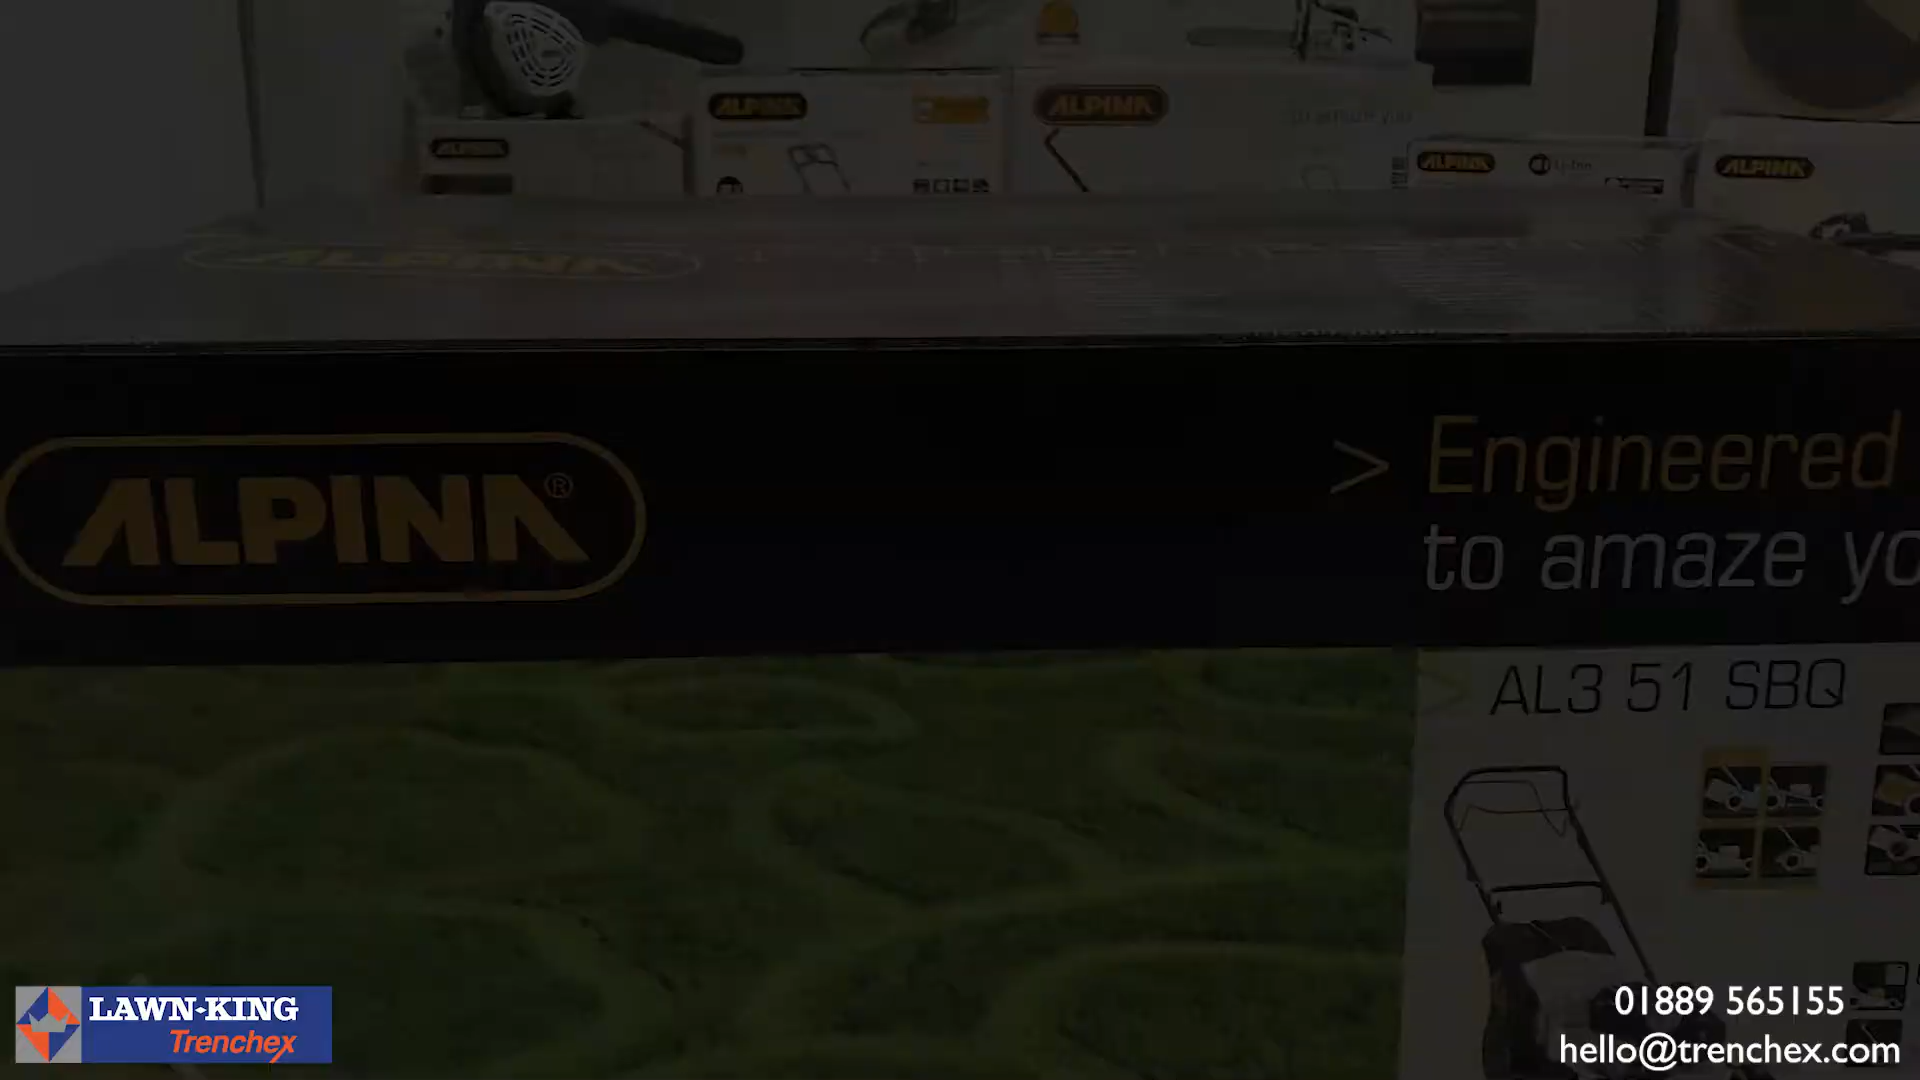 ALPINA
ALPINA
ALPINA
ALPINA
ALPINA
ALPINA
ALPINA®
> Engineered
to amaze yo
AL3 51 SBQ
LAWN-KING
Trenchex
01889 565155
hello@trenchex.com